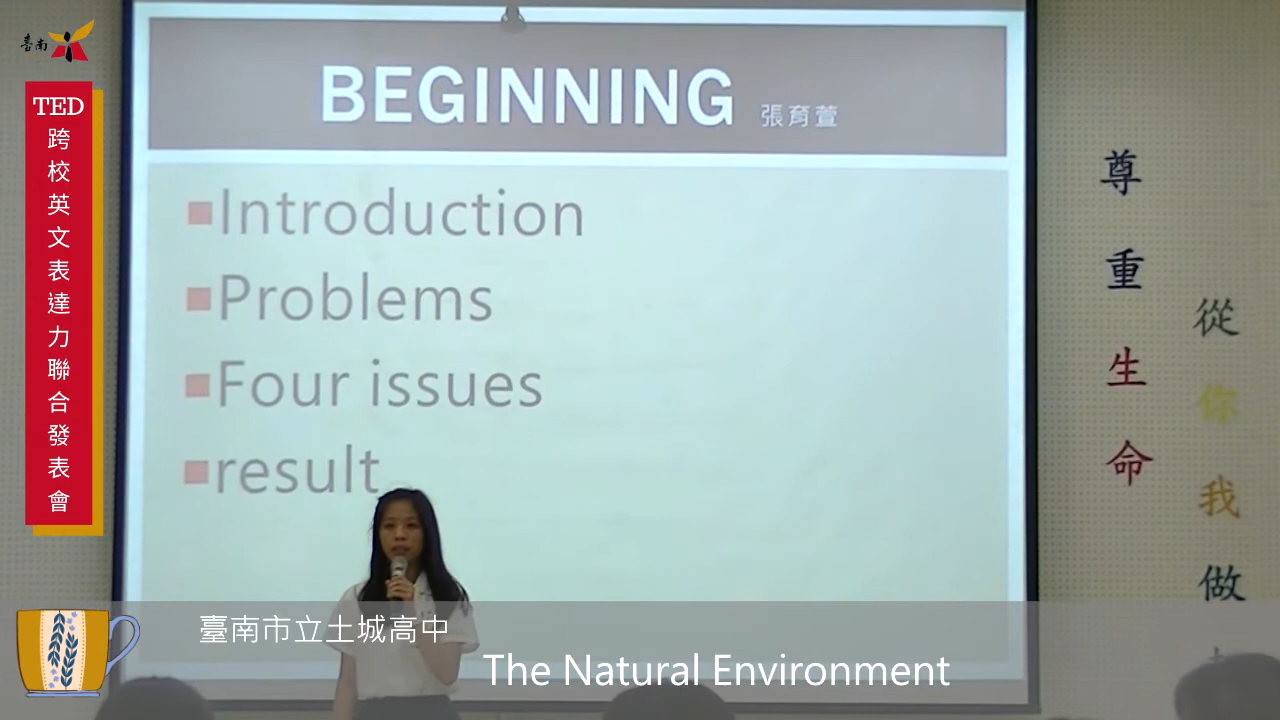 臺南
TED
跨校英文表達力聯合發表會
BEGINNING 張育萱
Introduction
Problems
Four issues
result
尊重生命
從你我做
臺南市立土城高中
The Natural Environment